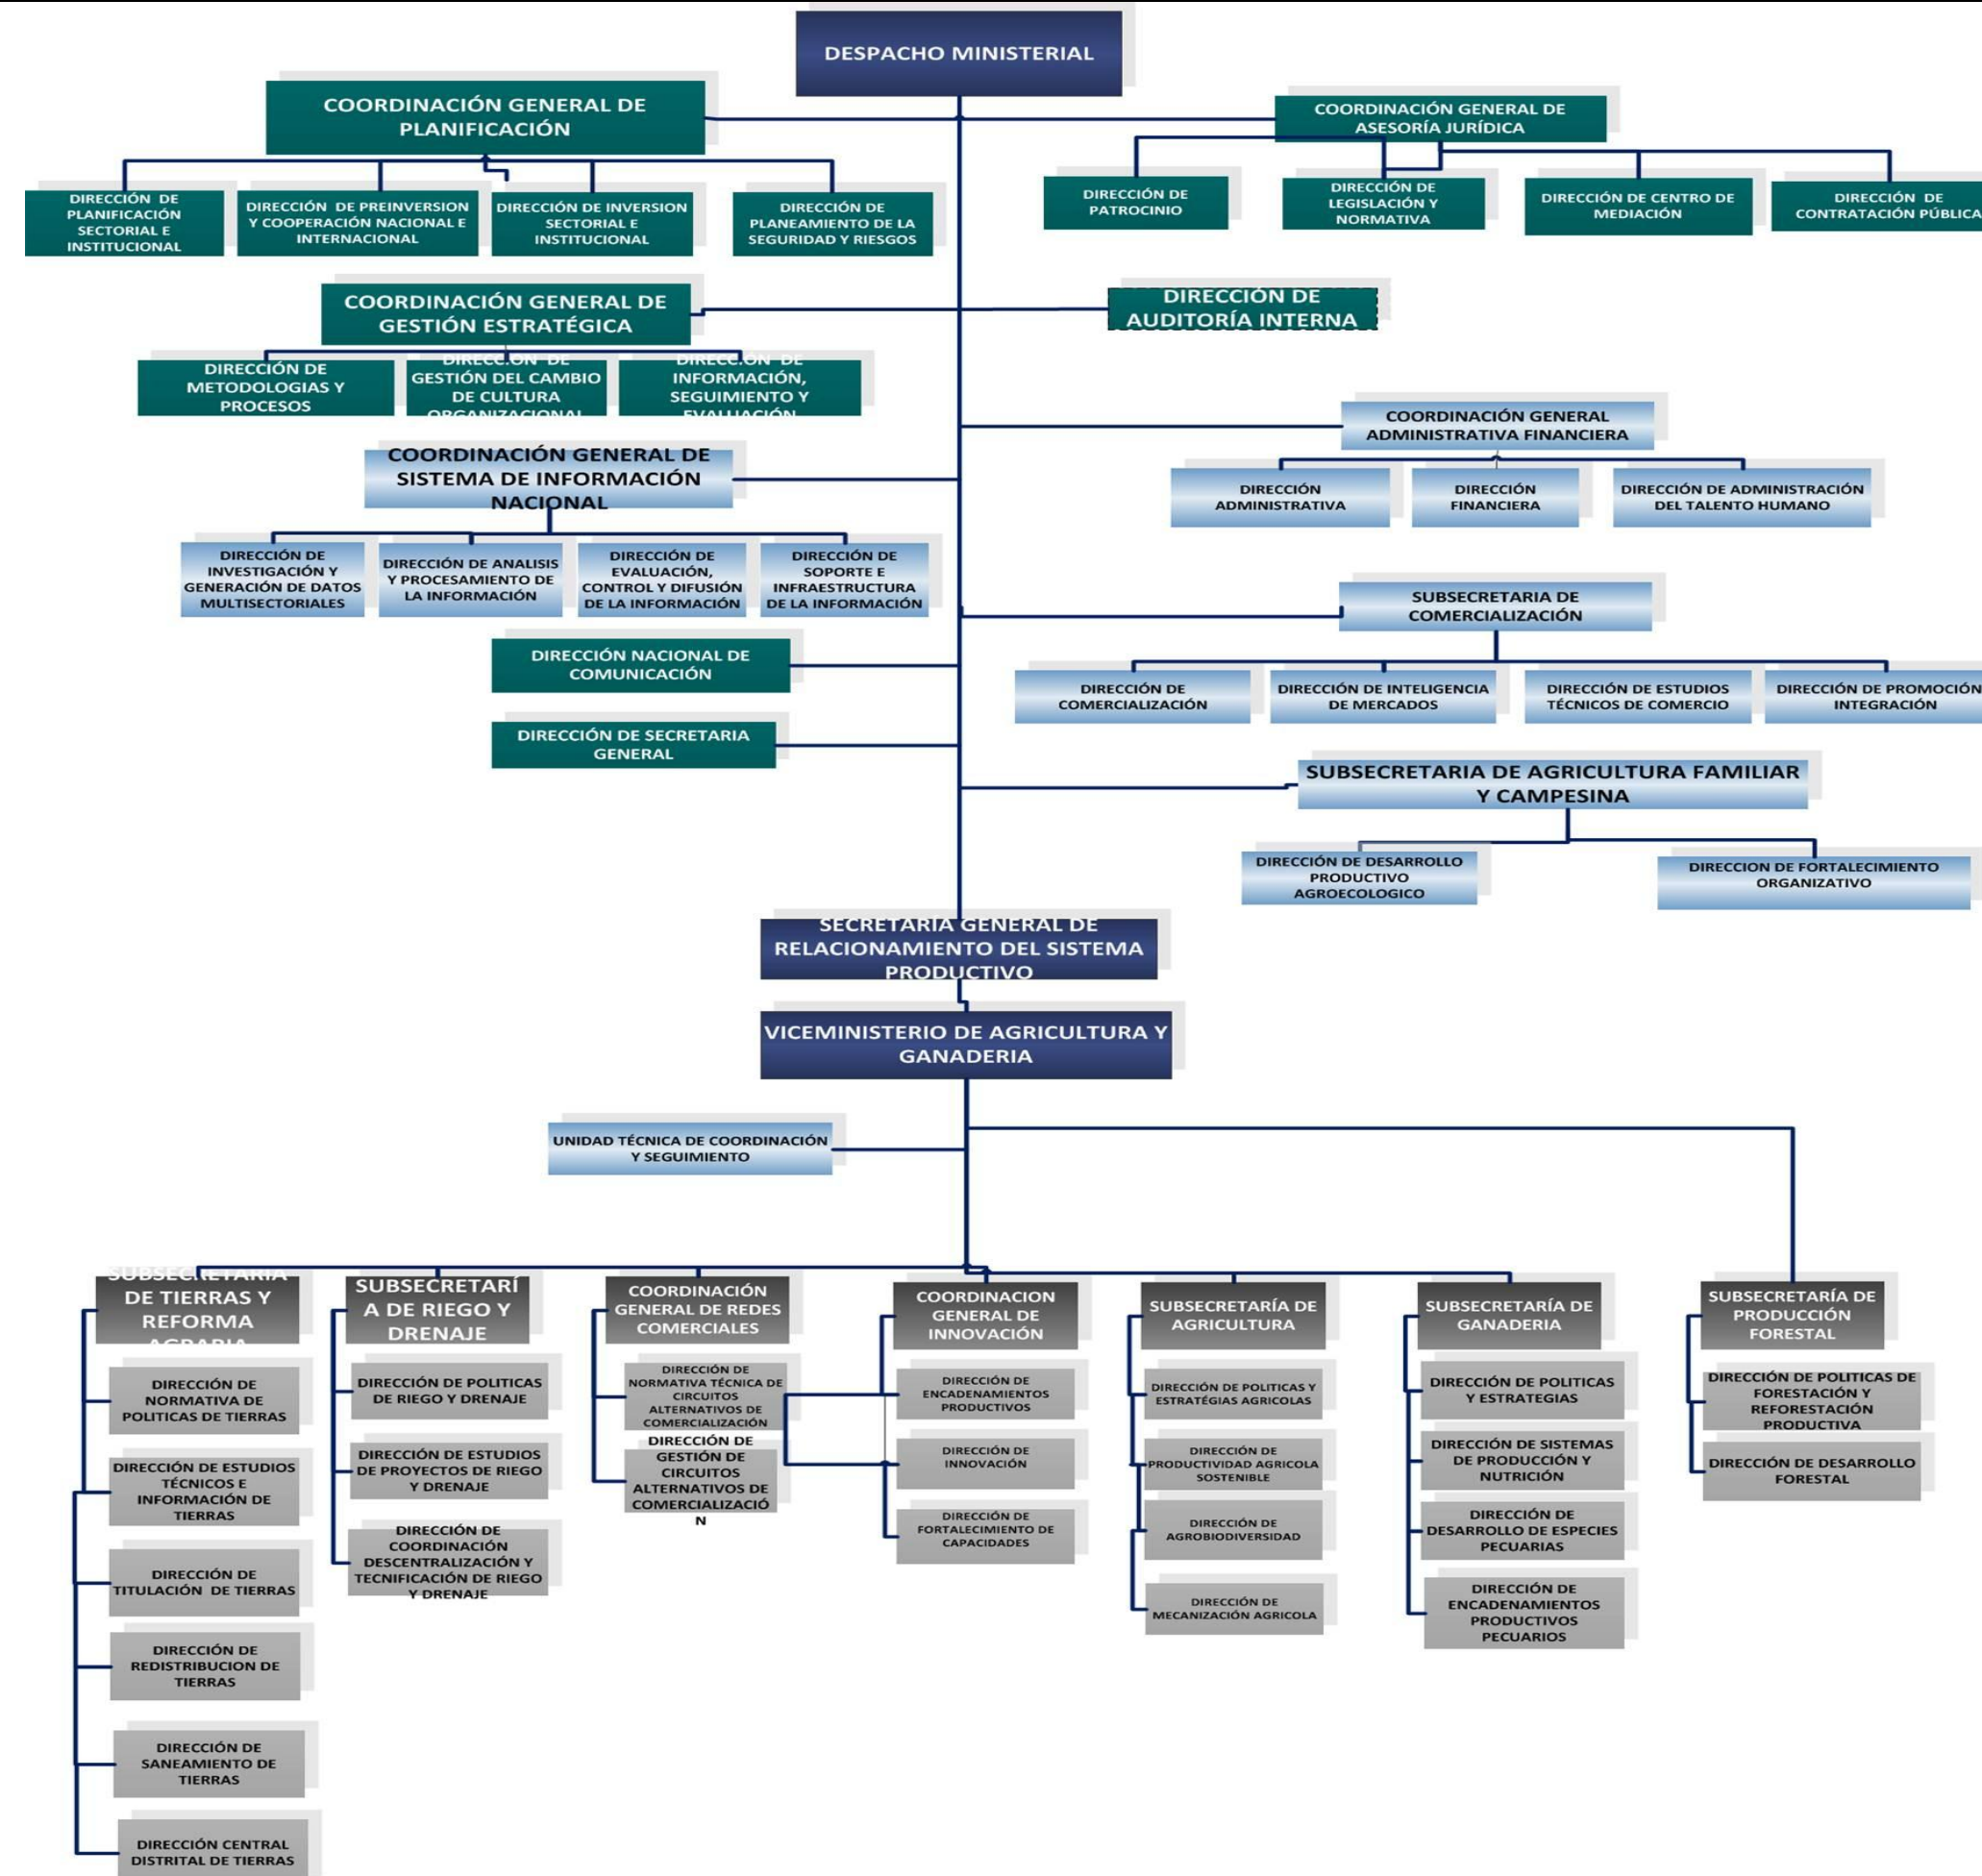 DESPACHO MINISTERIAL
COORDINACIÓN GENERAL DE
PLANIFICACIÓN
COORDINACIÓN GENERAL DE
ASESORÍA JURÍDICA
DIRECCIÓN DE
PLANIFICACIÓN
SECTORIAL E
INSTITUCIONAL
DIRECCIÓN DE PREINVERSION
Y COOPERACIÓN NACIONAL E
INTERNACIONAL
DIRECCIÓN DE INVERSION
SECTORIAL E
INSTITUCIONAL
DIRECCIÓN DE
PLANEAMIENTO DE LA
SEGURIDAD Y RIESGOS
DIRECCIÓN DE
PATROCINIO
DIRECCIÓN DE
LEGISLACIÓN Y
NORMATIVA
DIRECCIÓN DE CENTRO DE
MEDIACIÓN
DIRECCIÓN DE
CONTRATACIÓN PÚBLICA
COORDINACIÓN GENERAL DE
GESTIÓN ESTRATÉGICA
DIRECCIÓN DE
AUDITORÍA INTERNA
DIRECCIÓN DE
METODOLOGIAS Y
PROCESOS
DIRECCIÓN DE
GESTIÓN DEL CAMBIO
DE CULTURA
ORGANIZACIONAL
DIRECCIÓN DE
INFORMACIÓN,
SEGUIMIENTO Y
EVALUACIÓN
COORDINACIÓN GENERAL
ADMINISTRATIVA FINANCIERA
COORDINACIÓN GENERAL DE
SISTEMA DE INFORMACIÓN
NACIONAL
DIRECCIÓN
ADMINISTRATIVA
DIRECCIÓN
FINANCIERA
DIRECCIÓN DE ADMINISTRACIÓN
DEL TALENTO HUMANO
DIRECCIÓN DE
INVESTIGACIÓN Y
GENERACIÓN DE DATOS
MULTISECTORIALES
DIRECCIÓN DE ANALISIS
Y PROCESAMIENTO DE
LA INFORMACIÓN
DIRECCIÓN DE
EVALUACIÓN,
CONTROL Y DIFUSIÓN
DE LA INFORMACIÓN
DIRECCIÓN DE
SOPORTE E
INFRAESTRUCTURA
DE LA INFORMACIÓN
SUBSECRETARIA DE
COMERCIALIZACIÓN
DIRECCIÓN NACIONAL DE
COMUNICACIÓN
DIRECCIÓN DE
COMERCIALIZACIÓN
DIRECCIÓN DE INTELIGENCIA
DE MERCADOS
DIRECCIÓN DE ESTUDIOS
TÉCNICOS DE COMERCIO
DIRECCIÓN DE PROMOCIÓN
INTEGRACIÓN
DIRECCIÓN DE SECRETARIA
GENERAL
SUBSECRETARIA DE AGRICULTURA FAMILIAR
Y CAMPESINA
DIRECCIÓN DE DESARROLLO
PRODUCTIVO
AGROECOLOGICO
DIRECCION DE FORTALECIMIENTO
ORGANIZATIVO
SECRETARÍA GENERAL DE
RELACIONAMIENTO DEL SISTEMA
PRODUCTIVO
VICEMINISTERIO DE AGRICULTURA Y
GANADERIA
UNIDAD TÉCNICA DE COORDINACIÓN
Y SEGUIMIENTO
SUBSECRETARIA
DE TIERRAS Y
REFORMA
AGRARIA
DIRECCIÓN DE
NORMATIVA DE
POLITICAS DE TIERRAS
DIRECCIÓN DE ESTUDIOS
TÉCNICOS E
INFORMACIÓN DE
TIERRAS
DIRECCIÓN DE
TITULACIÓN DE TIERRAS
DIRECCIÓN DE
REDISTRIBUCION DE
TIERRAS
DIRECCIÓN DE
SANEAMIENTO DE
TIERRAS
DIRECCIÓN CENTRAL
DISTRITAL DE TIERRAS
SUBSECRETARÍ
A DE RIEGO Y
DRENAJE
DIRECCIÓN DE POLITICAS
DE RIEGO Y DRENAJE
DIRECCIÓN DE ESTUDIOS
DE PROYECTOS DE RIEGO
Y DRENAJE
DIRECCIÓN DE
COORDINACIÓN
DESCENTRALIZACIÓN Y
TECNIFICACIÓN DE RIEGO
Y DRENAJE
COORDINACIÓN
GENERAL DE REDES
COMERCIALES
DIRECCIÓN DE
NORMATIVA TÉCNICA DE
CIRCUITOS
ALTERNATIVOS DE
COMERCIALIZACIÓN
DIRECCIÓN DE
GESTIÓN DE
CIRCUITOS
ALTERNATIVOS DE
COMERCIALIZACIÓ
N
COORDINACION
GENERAL DE
INNOVACIÓN
DIRECCIÓN DE
ENCADENAMIENTOS
PRODUCTIVOS
DIRECCIÓN DE
INNOVACIÓN
DIRECCIÓN DE
FORTALECIMIENTO DE
CAPACIDADES
SUBSECRETARÍA DE
AGRICULTURA
DIRECCIÓN DE POLITICAS Y
ESTRATÉGIAS AGRICOLAS
DIRECCIÓN DE
PRODUCTIVIDAD AGRICOLA
SOSTENIBLE
DIRECCIÓN DE
AGROBIODIVERSIDAD
DIRECCIÓN DE
MECANIZACIÓN AGRICOLA
SUBSECRETARÍA DE
GANADERIA
DIRECCIÓN DE POLITICAS
Y ESTRATEGIAS
DIRECCIÓN DE SISTEMAS
DE PRODUCCIÓN Y
NUTRICIÓN
DIRECCIÓN DE
DESARROLLO DE ESPECIES
PECUARIAS
DIRECCIÓN DE
ENCADENAMIENTOS
PRODUCTIVOS
PECUARIOS
SUBSECRETARÍA DE
PRODUCCIÓN
FORESTAL
DIRECCIÓN DE POLITICAS DE
FORESTACIÓN Y
REFORESTACIÓN
PRODUCTIVA
DIRECCIÓN DE DESARROLLO
FORESTAL